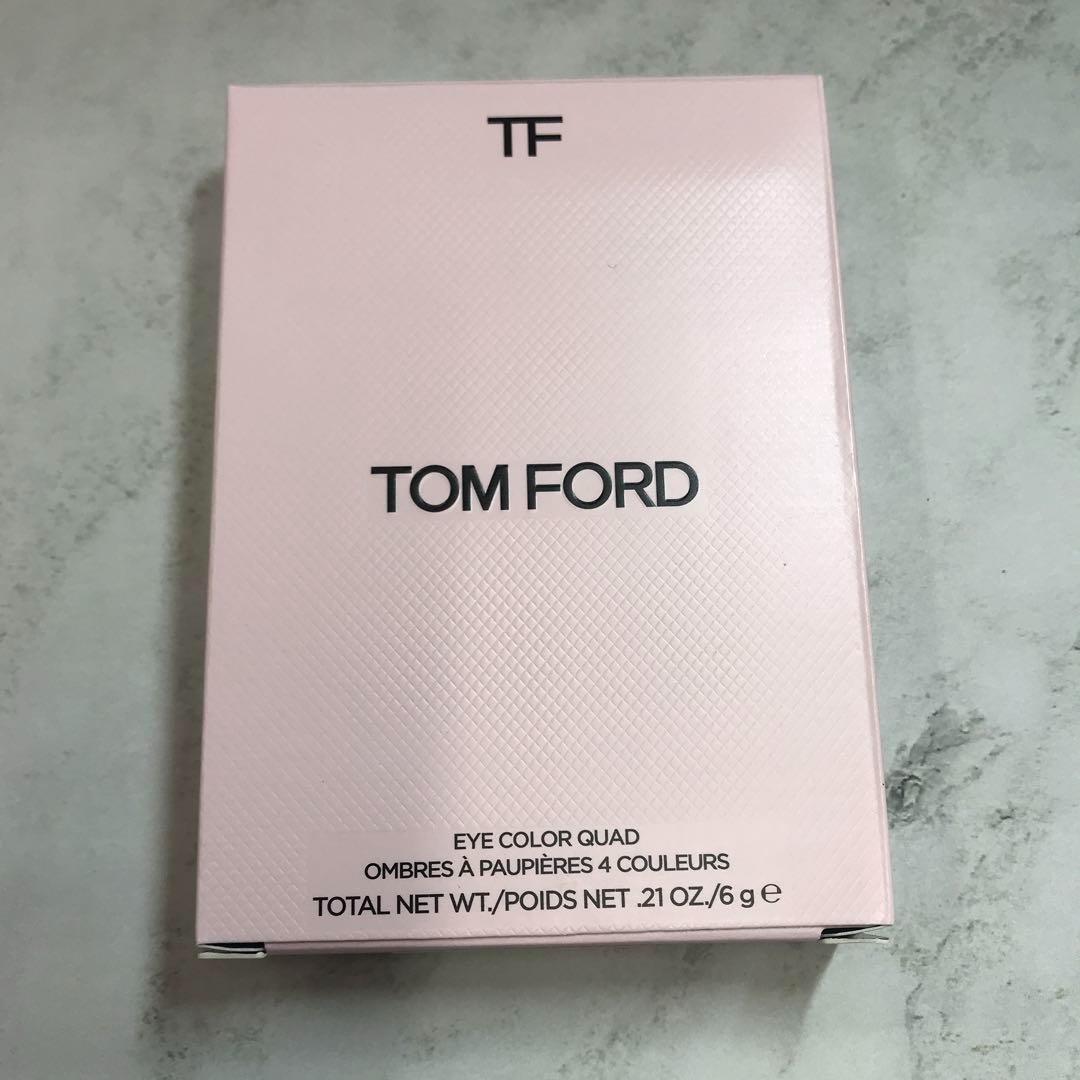 TF
TOM FORD
EYE COLOR QUAD
OMBRES À PAUPIÈRES 4 COULEURS
TOTAL NET WT./POIDS NET .21 OZ./6 g ℮